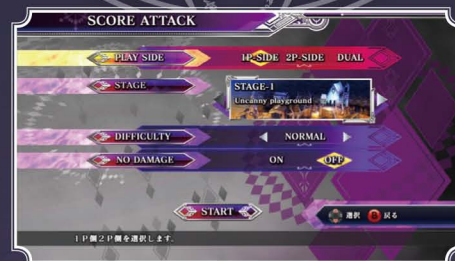 SCORE ATTACK
PLAY SIDE 1P-SIDE 2P-SIDE DUAL
STAGE
STAGE-1
Uncanny playground
DIFFICULTY NORMAL
NO DAMAGE ON OFF
START
選択 B 戻る
1P側2P側を選択します。